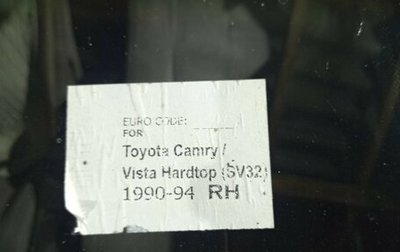 EURO CODE:
FOR
Toyota Camry /
Vista Hardtop (SV32)
1990-94 RH